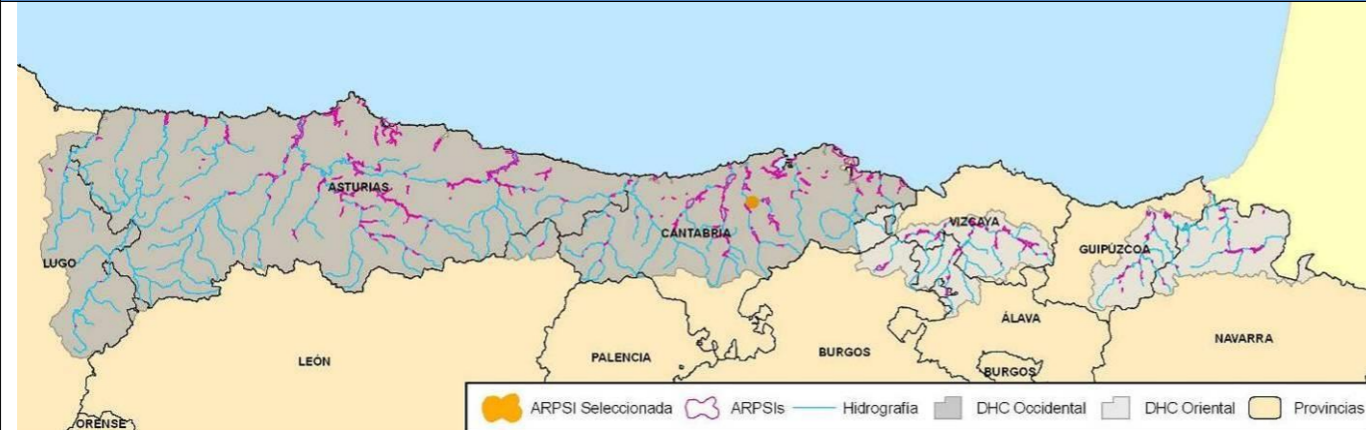 ASTURIAS
LUGO
CANTABRIA
VIZCAYA
GUIPÚZCOA
ÁLAVA
NAVARRA
LEÓN
PALENCIA
BURGOS
BURGOS
ORENSE
ARPSI Seleccionada
ARPSIs
Hidrografía
DHC Occidental
DHC Oriental
Provincias